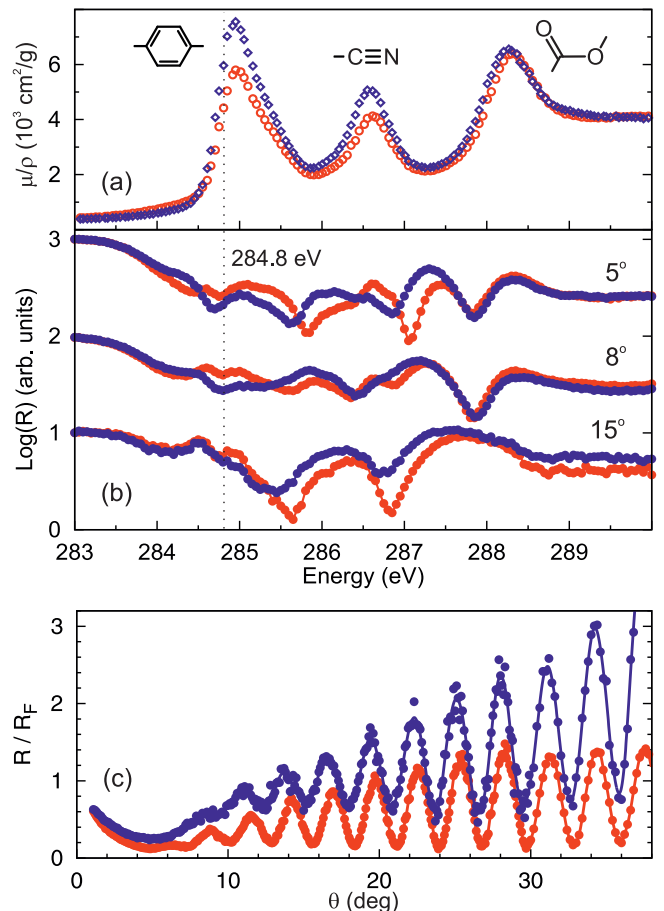 –C≡N
O
O
μ/ρ (10³ cm²/g)
6
4
2
(a)
284.8 eV
5°
8°
15°
Log(R) (arb. units)
3
2
1
0
(b)
283 284 285 286 287 288 289
Energy (eV)
R / R_F
3
2
1
0
(c)
0 10 20 30
θ (deg)